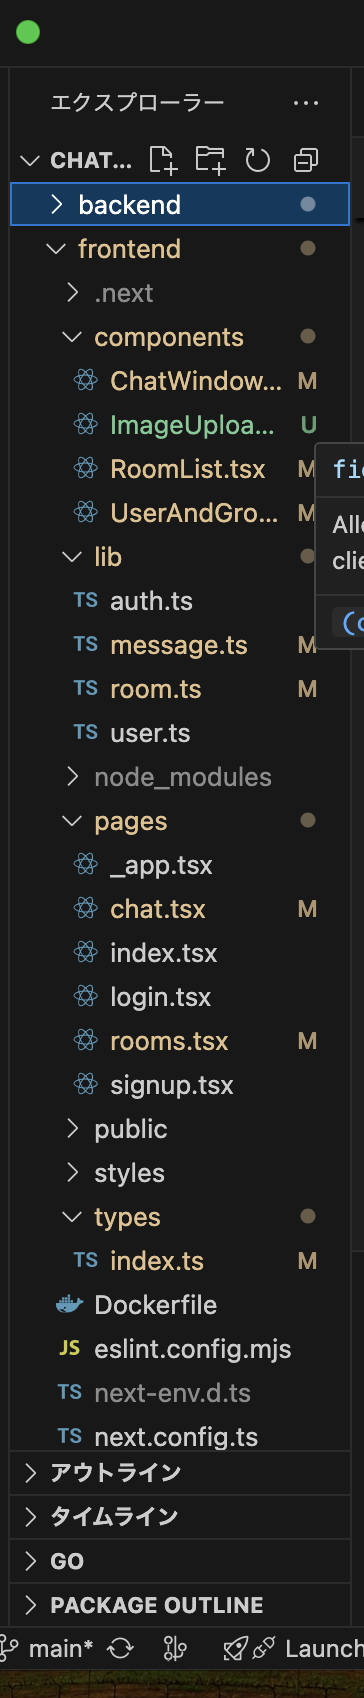 エクスプローラー ...
CHAT...
backend
frontend
.next
components
ChatWindow... M
ImageUploa... U
RoomList.tsx M
UserAndGro... M
lib
TS auth.ts
TS message.ts M
TS room.ts M
TS user.ts
node_modules
pages
_app.tsx
chat.tsx M
index.tsx
login.tsx
rooms.tsx M
signup.tsx
public
styles
types
TS index.ts M
Dockerfile
JS eslint.config.mjs
TS next-env.d.ts
TS next.config.ts
アウトライン
タイムライン
GO
PACKAGE OUTLINE
main* Launch